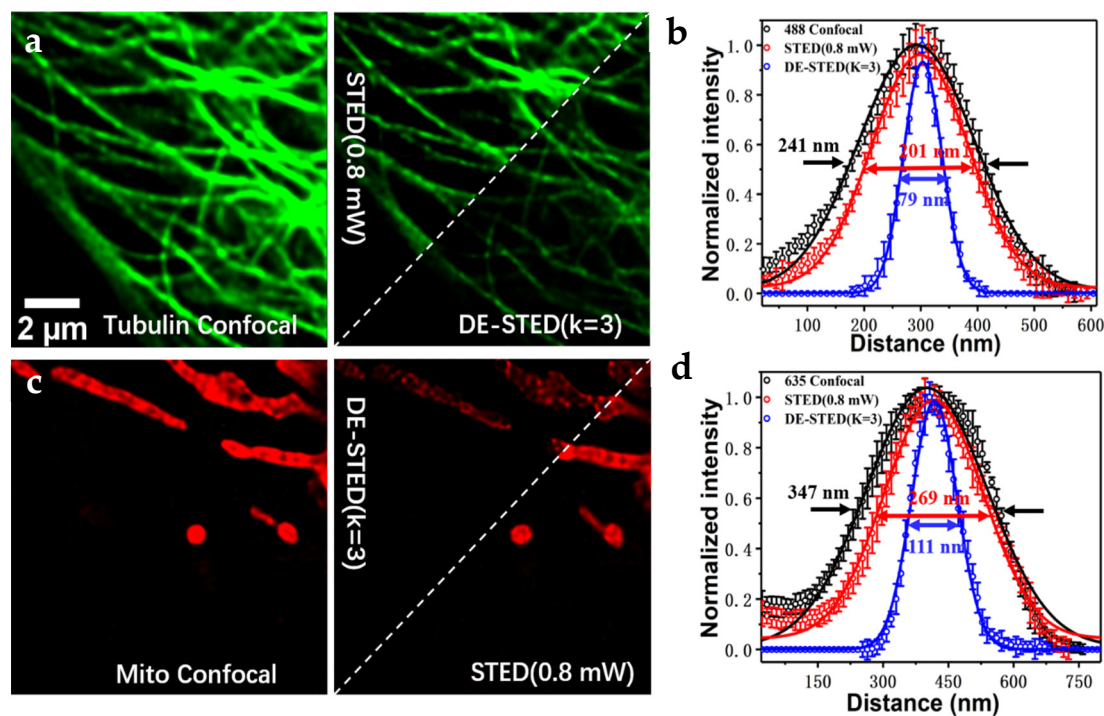 a
STED(0.8 mW)
2 μm
Tubulin Confocal
DE-STED(k=3)
b
488 Confocal
STED(0.8 mW)
DE-STED(K=3)
241 nm
201 nm
79 nm
Normalized intensity
1.0
0.8
0.6
0.4
0.2
0.0
100 200 300 400 500 600
Distance (nm)
c
DE-STED(k=3)
Mito Confocal
STED(0.8 mW)
d
635 Confocal
STED(0.8 mW)
DE-STED(K=3)
347 nm
269 nm
111 nm
Normalized intensity
1.0
0.8
0.6
0.4
0.2
0.0
150 300 450 600 750
Distance (nm)